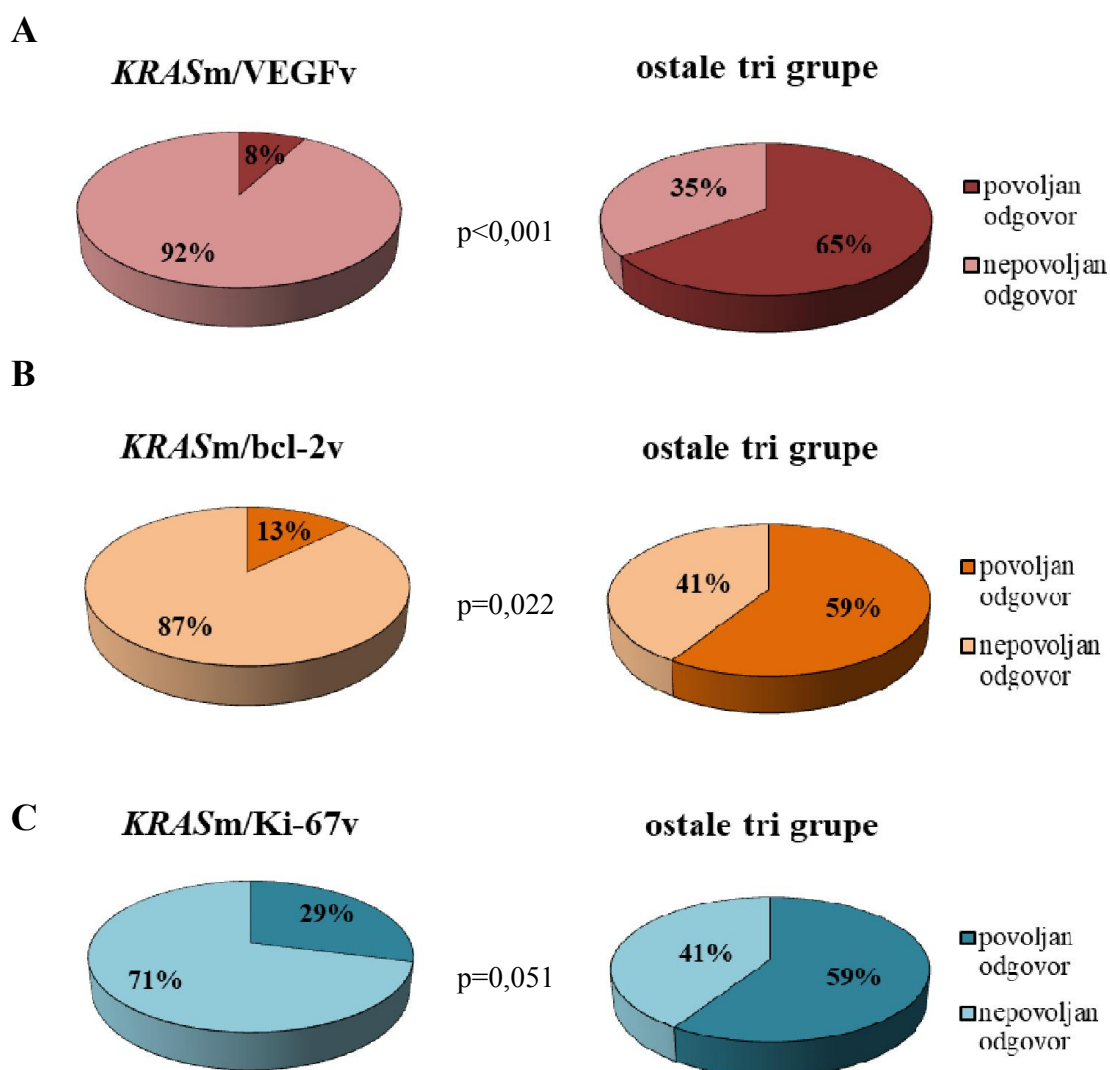 A
KRASm/VEGFv
ostale tri grupe
8%
92%
p<0,001
35%
65%
povoljan
odgovor
nepovoljan
odgovor
B
KRASm/bcl-2v
ostale tri grupe
13%
87%
p=0,022
41%
59%
povoljan
odgovor
nepovoljan
odgovor
C
KRASm/Ki-67v
ostale tri grupe
29%
71%
p=0,051
41%
59%
povoljan
odgovor
nepovoljan
odgovor